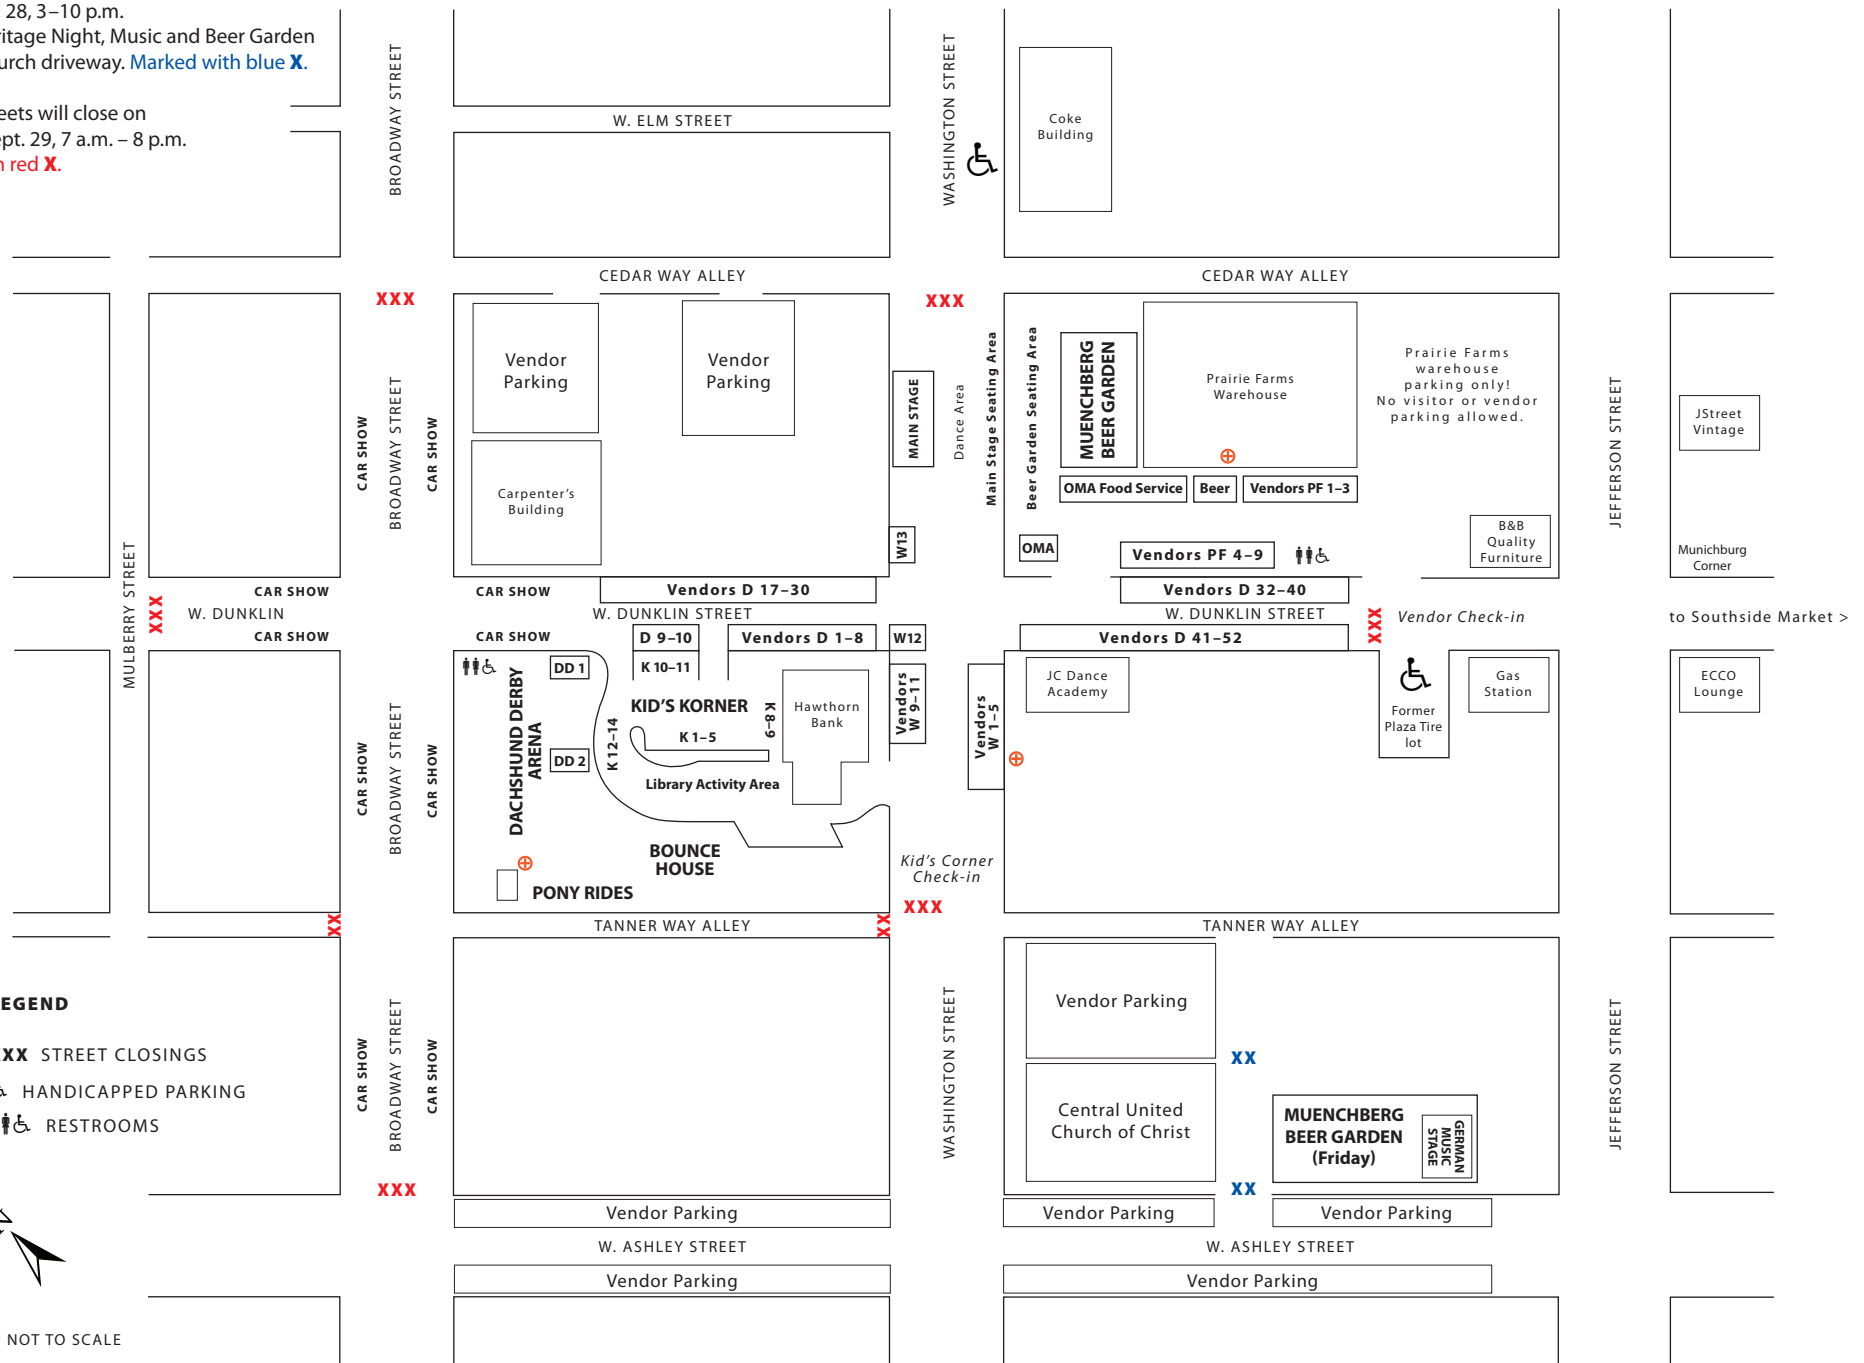 28, 3–10 p.m.
ritage Night, Music and Beer Garden
urch driveway. Marked with blue X.
eets will close on
ept. 29, 7 a.m. – 8 p.m.
n red X.
BROADWAY STREET
W. ELM STREET
WASHINGTON STREET
Coke
Building
CEDAR WAY ALLEY
CEDAR WAY ALLEY
XXX
XXX
Vendor
Parking
Vendor
Parking
Carpenter's
Building
CAR SHOW
BROADWAY STREET
CAR SHOW
MAIN STAGE
Dance Area
Main Stage Seating Area
Beer Garden Seating Area
MUENCHBERG
BEER GARDEN
Prairie Farms
Warehouse
Prairie Farms
warehouse
parking only!
No visitor or vendor
parking allowed.
JEFFERSON STREET
JStreet
Vintage
OMA Food Service
Beer
Vendors PF 1–3
W13
OMA
Vendors PF 4–9
B&B
Quality
Furniture
Munichburg
Corner
MULBERRY STREET
XXX
CAR SHOW
W. DUNKLIN
CAR SHOW
CAR SHOW
Vendors D 17–30
W. DUNKLIN STREET
CAR SHOW
D 9–10
Vendors D 1–8
W12
Vendors D 32–40
W. DUNKLIN STREET
Vendors D 41–52
XXX
Vendor Check-in
to Southside Market >
DACHSHUND DERBY
ARENA
DD 1
DD 2
K 10–11
KID'S KORNER
K 12–14
K 1–5
K 8–9
Library Activity Area
Hawthorn
Bank
Vendors
W 9–11
Vendors
W 1–5
JC Dance
Academy
Former
Plaza Tire
lot
Gas
Station
ECCO
Lounge
CAR SHOW
BROADWAY STREET
CAR SHOW
BOUNCE
HOUSE
PONY RIDES
Kid's Corner
Check-in
XXX
XX
XX
TANNER WAY ALLEY
TANNER WAY ALLEY
EGEND
XX STREET CLOSINGS
HANDICAPPED PARKING
RESTROOMS
CAR SHOW
BROADWAY STREET
CAR SHOW
WASHINGTON STREET
Vendor Parking
XX
Central United
Church of Christ
MUENCHBERG
BEER GARDEN
(Friday)
GERMAN
MUSIC
STAGE
JEFFERSON STREET
XXX
XX
Vendor Parking
Vendor Parking
Vendor Parking
W. ASHLEY STREET
W. ASHLEY STREET
Vendor Parking
Vendor Parking
NOT TO SCALE